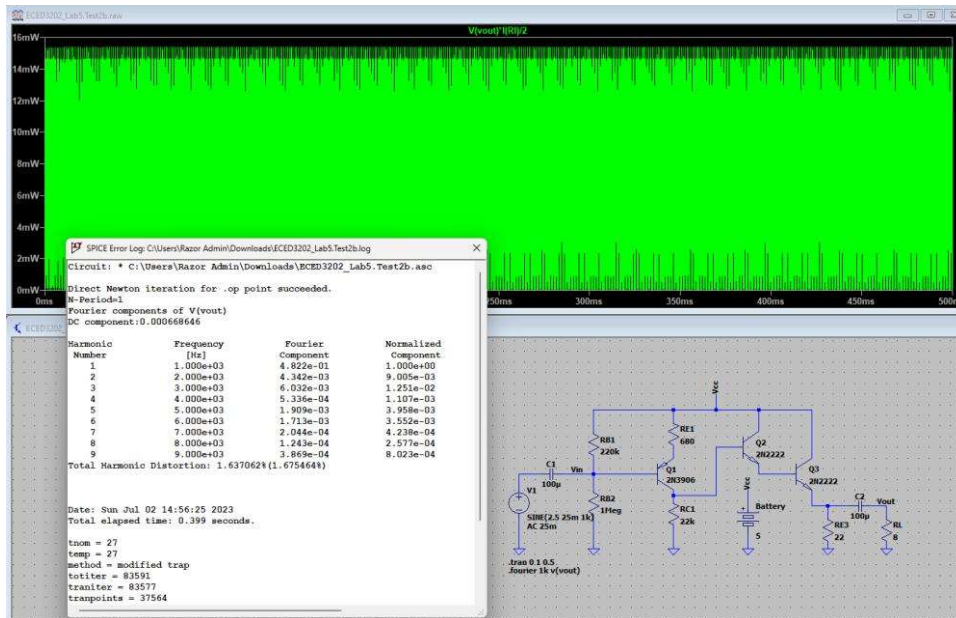 ECED3202_Lab5.Test2b.raw
V(vout)*I(Rl)/2
16mW
14mW
12mW
10mW
8mW
6mW
4mW
2mW
0mW
0ms
250ms
300ms
350ms
400ms
450ms
500ms
SPICE Error Log: C:\Users\Razor Admin\Downloads\ECED3202_Lab5.Test2b.log
Circuit: * C:\Users\Razor Admin\Downloads\ECED3202_Lab5.Test2b.asc
Direct Newton iteration for .op point succeeded.
N-Period=1
Fourier components of V(vout)
DC component:0.000668646
Harmonic Frequency Fourier Normalized
Number [Hz] Component Component
1 1.000e+03 4.822e-01 1.000e+00
2 2.000e+03 4.342e-03 9.005e-03
3 3.000e+03 6.032e-03 1.251e-02
4 4.000e+03 5.336e-04 1.107e-03
5 5.000e+03 1.909e-03 3.958e-03
6 6.000e+03 1.713e-03 3.552e-03
7 7.000e+03 2.044e-04 4.238e-04
8 8.000e+03 1.243e-04 2.577e-04
9 9.000e+03 3.869e-04 8.023e-04
Total Harmonic Distortion: 1.637062%(1.675464%)
Date: Sun Jul 02 14:56:25 2023
Total elapsed time: 0.399 seconds.
tnom = 27
temp = 27
method = modified trap
totiter = 83591
traniter = 83577
tranpoints = 37564
Vcc
RB1
220k
RE1
680
Q2
2N2222
C1
100µ
Vin
Q1
2N3906
Q3
2N2222
V1
SINE(2.5 25m 1k)
AC 25m
RB2
1Meg
RC1
22k
Vcc
Battery
5
C2
100µ
Vout
RE3
22
RL
8
.tran 0 1 0.5
.fourier 1k v(vout)